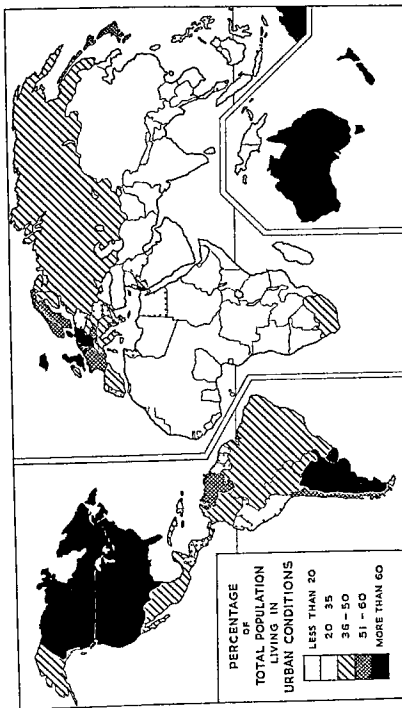 PERCENTAGE
OF
TOTAL POPULATION
LIVING IN
URBAN CONDITIONS
LESS THAN 20
20 35
36-50
51-60
MORE THAN 60